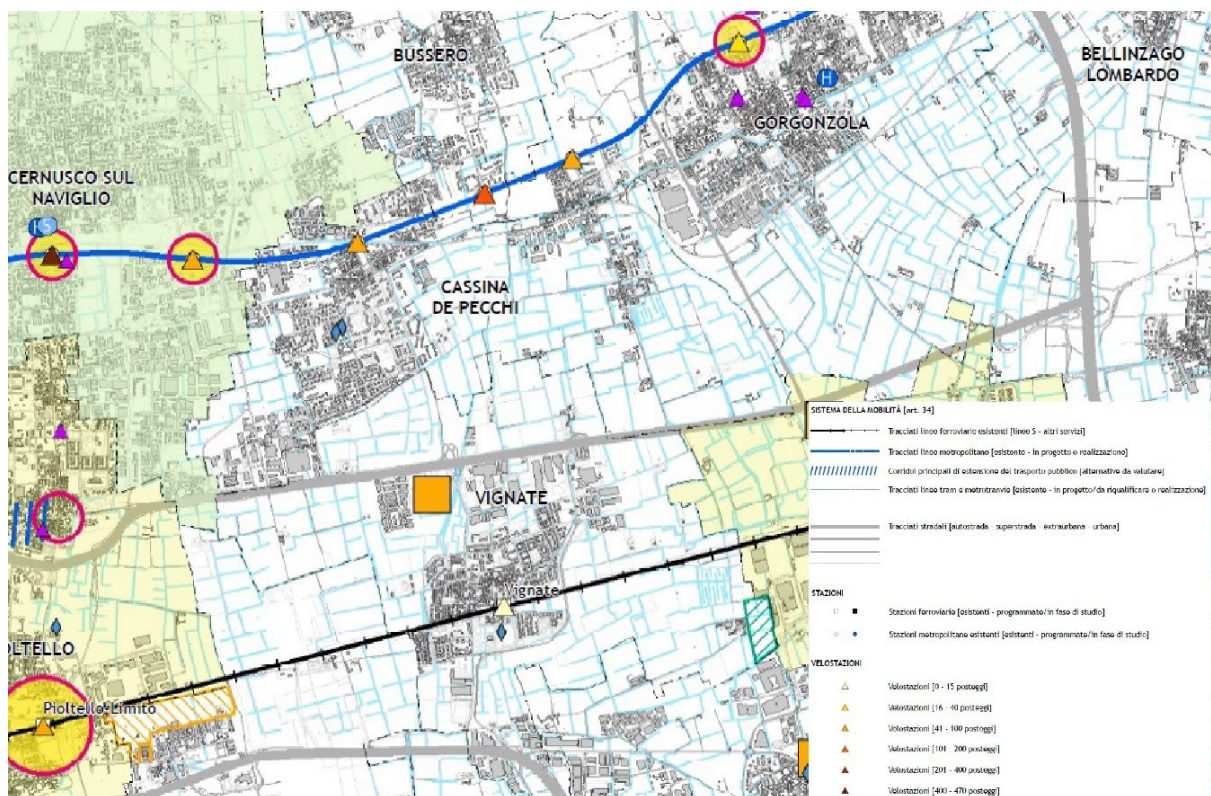 BUSSERO
BELLINZAGO
LOMBARDO
H
GORGONZOLA
CERNUSCO SUL
NAVIGLIO
S
CASSINA
DE PECCHI
VIGNATE
Vignate
OLTELLO
Pioltello Limito
SISTEMA DELLA MOBILITÀ [art. 34]
Tracciati linee ferroviarie esistenti [linee S - altri servizi]
Tracciati linee metropolitane [esistente - in progetto o realizzazione]
Corridoi principali di estensione del trasporto pubblico [alternative da valutare]
Tracciati linee tram e metrotranvie [esistente - in progetto/da riqualificare o realizzazione]
Tracciati stradali [autostrada - superstrada - extraurbana - urbana]
STAZIONI
Stazioni ferroviarie [esistenti - programmate/in fase di studio]
Stazioni metropolitane esistenti [esistenti - programmate/in fase di studio]
VELOSTAZIONI
Velostazioni [0 - 15 posteggi]
Velostazioni [16 - 40 posteggi]
Velostazioni [41 - 100 posteggi]
Velostazioni [101 - 200 posteggi]
Velostazioni [201 - 400 posteggi]
Velostazioni [400 - 470 posteggi]